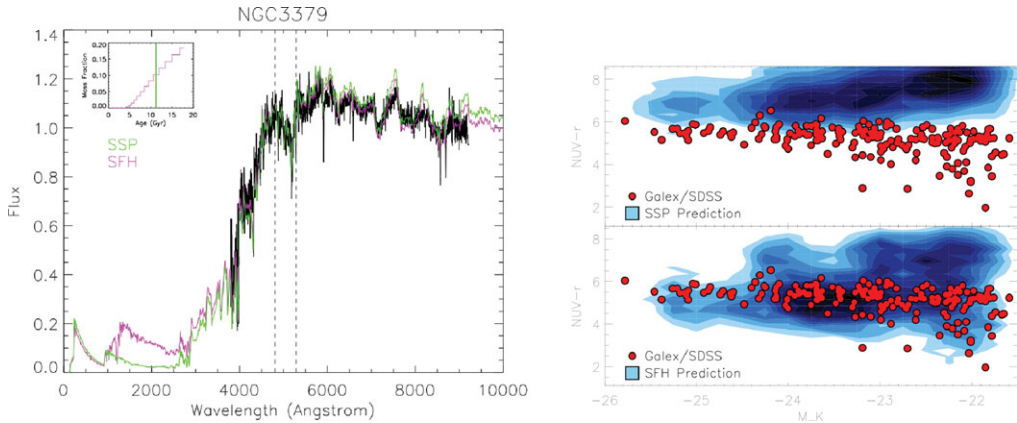 NGC3379
1.4
1.2
1.0
0.8
0.6
0.4
0.2
0.0
Flux
0.20
0.15
0.10
0.05
0.00
Mass Fraction
0 5 10 15 20
Age (Gyr)
SSP
SFH
0 2000 4000 6000 8000 10000
Wavelength (Angstrom)
8
6
4
2
NUV-r
Galex/SDSS
SSP Prediction
8
6
4
2
NUV-r
Galex/SDSS
SFH Prediction
-26 -25 -24 -23 -22
M_K